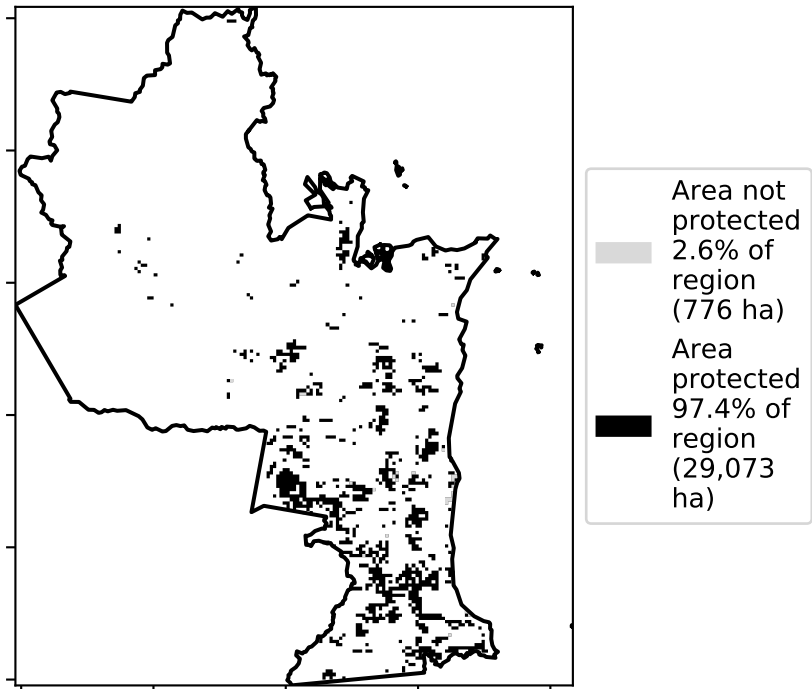 Area not
protected
2.6% of
region
(776 ha)
Area
protected
97.4% of
region
(29,073
ha)